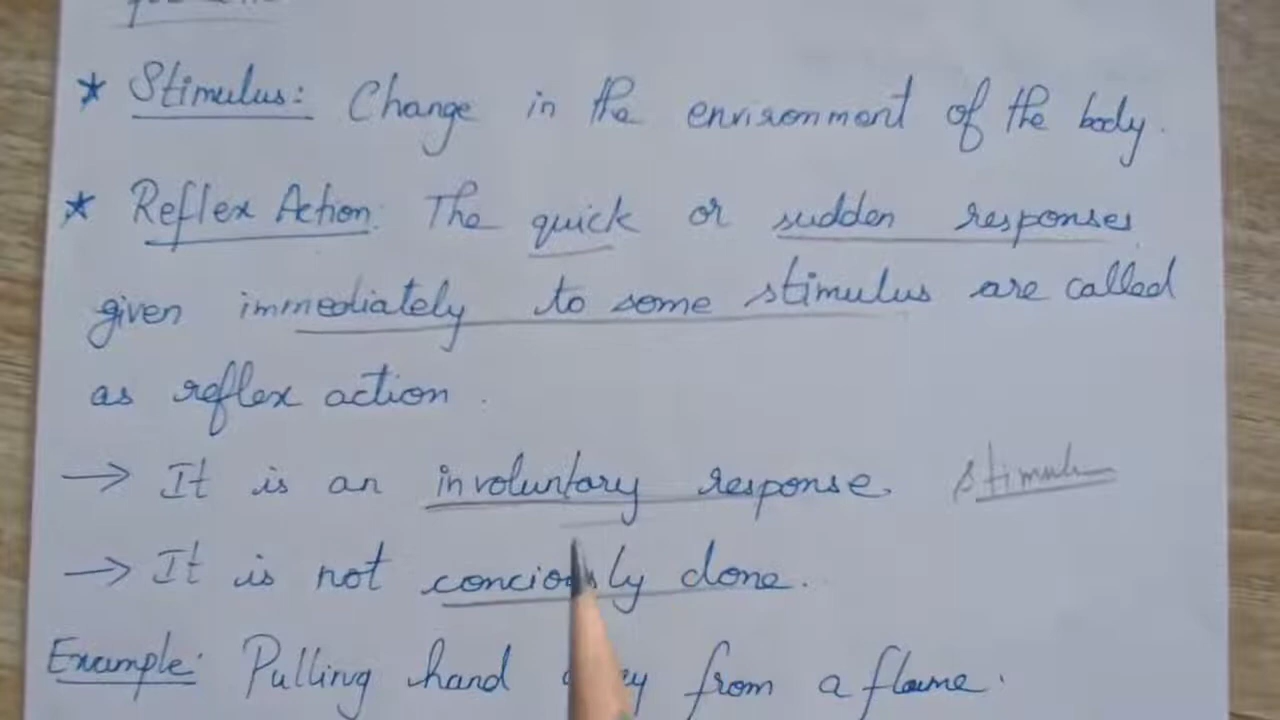 * Stimulus: Change in the environment of the body.
* Reflex Action: The quick or sudden responses
given immediately to some stimulus are called
as reflex action.
→ It is an involuntary response. stimuli
→ It is not conciously done.
Example: Pulling hand from a flame.